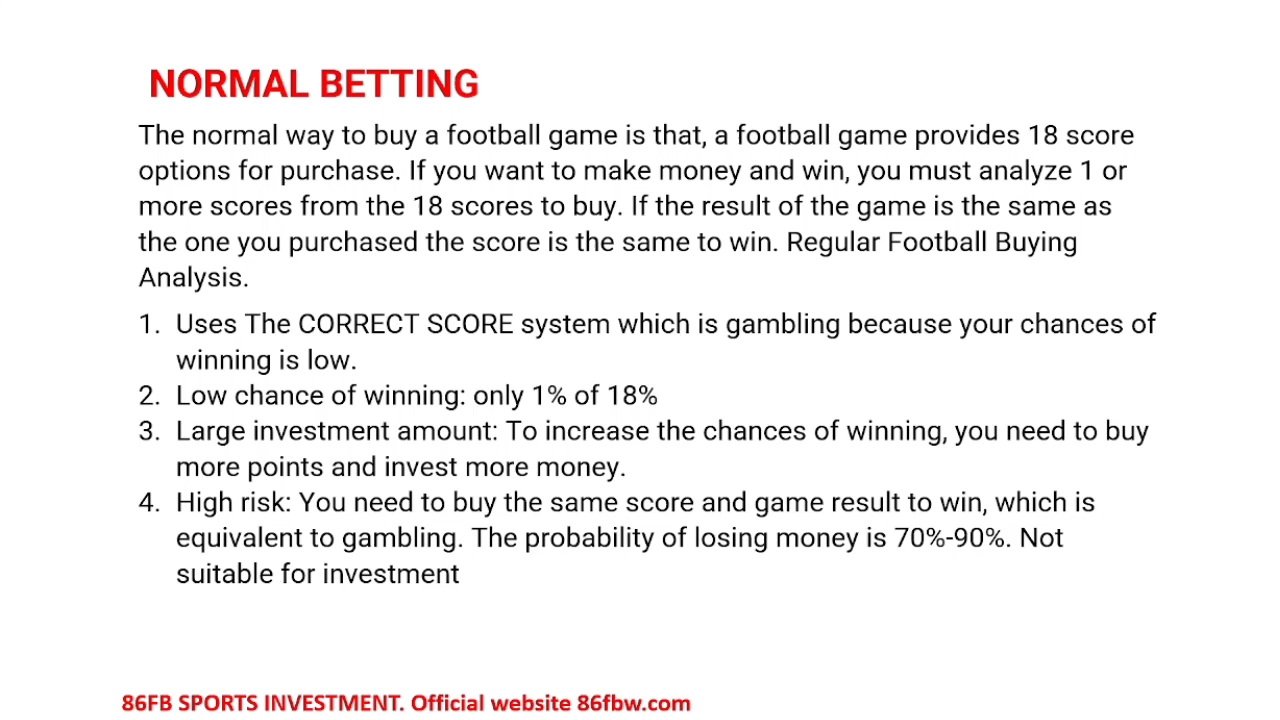 NORMAL BETTING
The normal way to buy a football game is that, a football game provides 18 score
options for purchase. If you want to make money and win, you must analyze 1 or
more scores from the 18 scores to buy. If the result of the game is the same as
the one you purchased the score is the same to win. Regular Football Buying
Analysis.
1. Uses The CORRECT SCORE system which is gambling because your chances of
winning is low.
2. Low chance of winning: only 1% of 18%
3. Large investment amount: To increase the chances of winning, you need to buy
more points and invest more money.
4. High risk: You need to buy the same score and game result to win, which is
equivalent to gambling. The probability of losing money is 70%-90%. Not
suitable for investment
86FB SPORTS INVESTMENT. Official website 86fbw.com